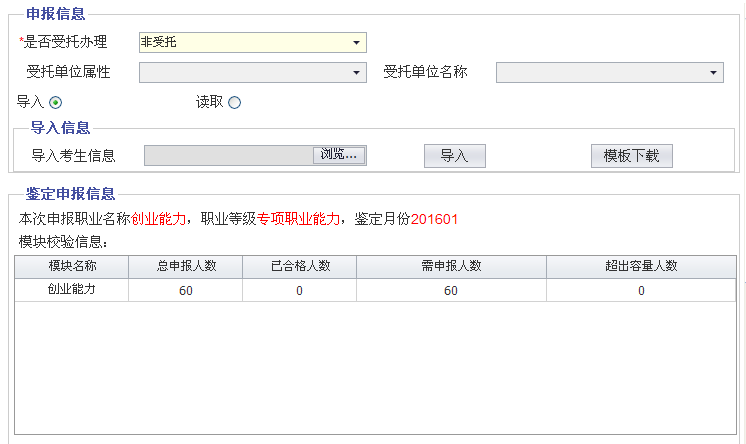 申报信息
*是否受托办理 非受托
受托单位属性 受托单位名称
导入 读取
导入信息
导入考生信息 浏览... 导入 模板下载
鉴定申报信息
本次申报职业名称创业能力，职业等级专项职业能力，鉴定月份201601
模块校验信息：
模块名称 总申报人数 已合格人数 需申报人数 超出容量人数
创业能力 60 0 60 0